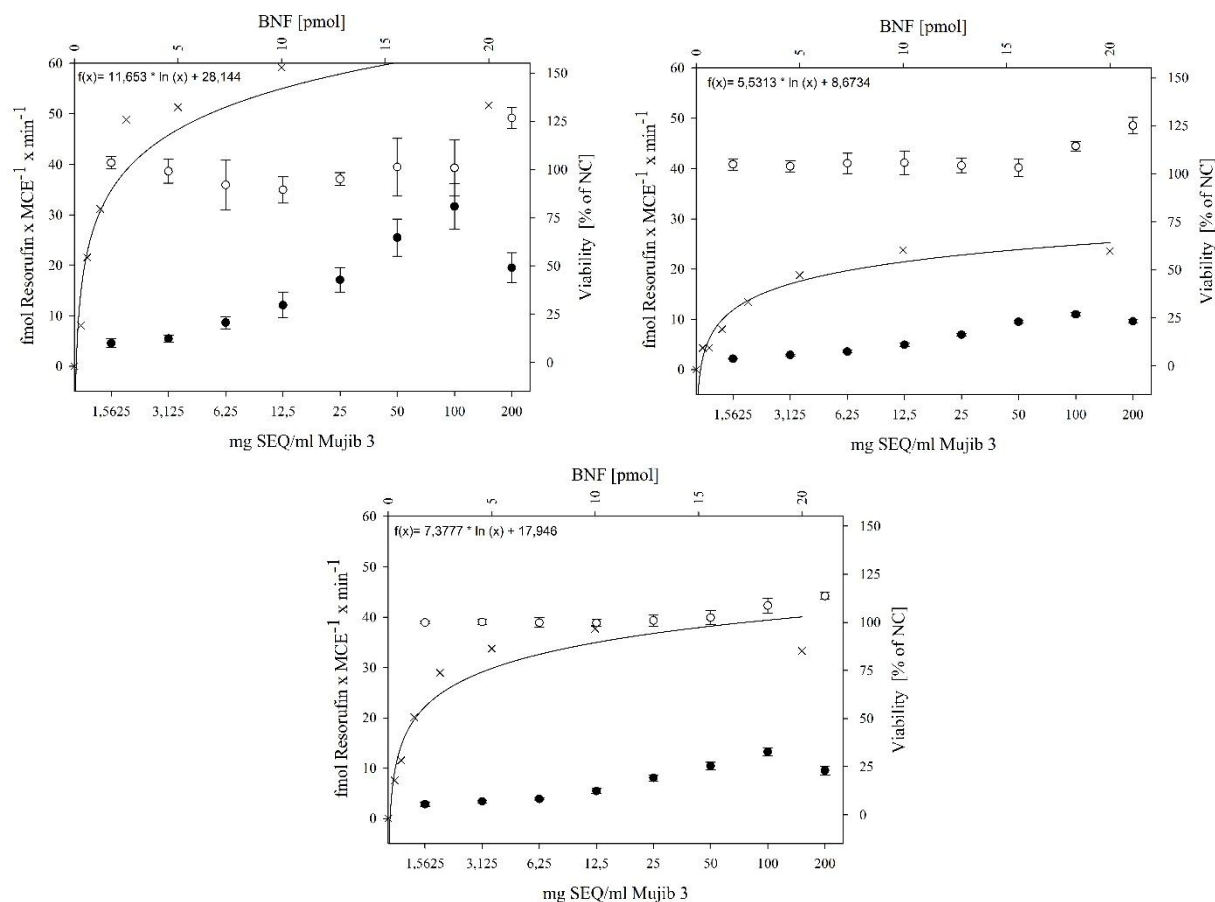 BNF [pmol]
0 5 10 15 20
f(x)= 11,653 * ln (x) + 28,144
60
50
40
30
20
10
0
fmol Resorufin x MCE⁻¹ x min⁻¹
150
125
100
75
50
25
0
Viability [% of NC]
1,5625 3,125 6,25 12,5 25 50 100 200
mg SEQ/ml Mujib 3
BNF [pmol]
0 5 10 15 20
f(x)= 5,5313 * ln (x) + 8,6734
60
50
40
30
20
10
0
fmol Resorufin x MCE⁻¹ x min⁻¹
150
125
100
75
50
25
0
Viability [% of NC]
1,5625 3,125 6,25 12,5 25 50 100 200
mg SEQ/ml Mujib 3
BNF [pmol]
0 5 10 15 20
f(x)= 7,3777 * ln (x) + 17,946
60
50
40
30
20
10
0
fmol Resorufin x MCE⁻¹ x min⁻¹
150
125
100
75
50
25
0
Viability [% of NC]
1,5625 3,125 6,25 12,5 25 50 100 200
mg SEQ/ml Mujib 3